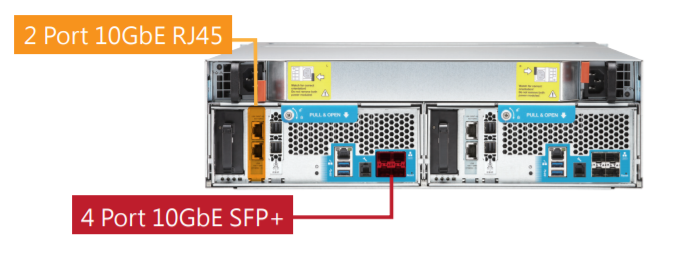 2 Port 10GbE RJ45
PULL & OPEN
PULL & OPEN
4 Port 10GbE SFP+